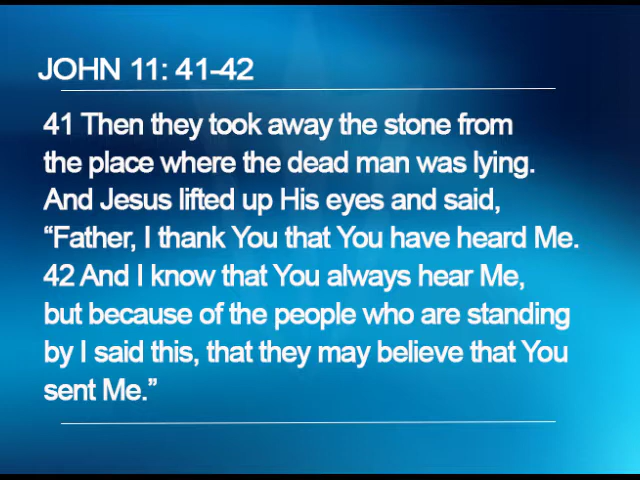 JOHN 11: 41-42
41 Then they took away the stone from
the place where the dead man was lying.
And Jesus lifted up His eyes and said,
“Father, I thank You that You have heard Me.
42 And I know that You always hear Me,
but because of the people who are standing
by I said this, that they may believe that You
sent Me.”